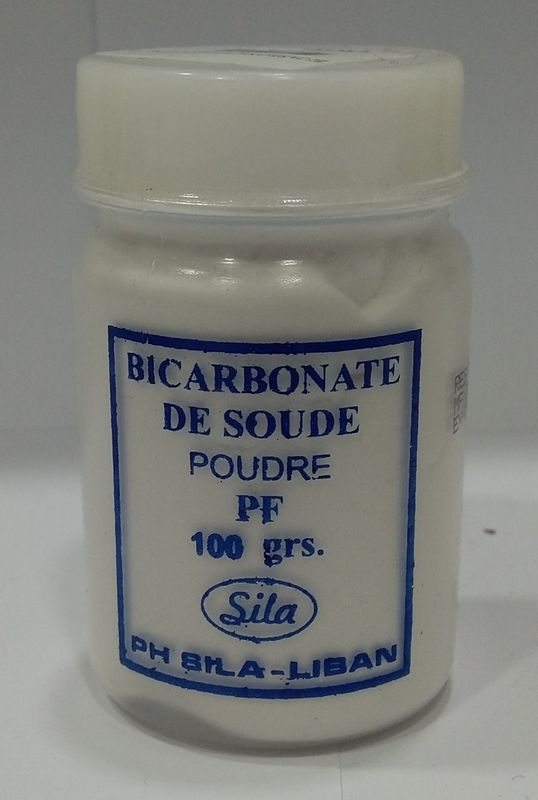 BICARBONATE
DE SOUDE
POUDRE
PF
100 grs.
Sila
PH SILA-LIBAN